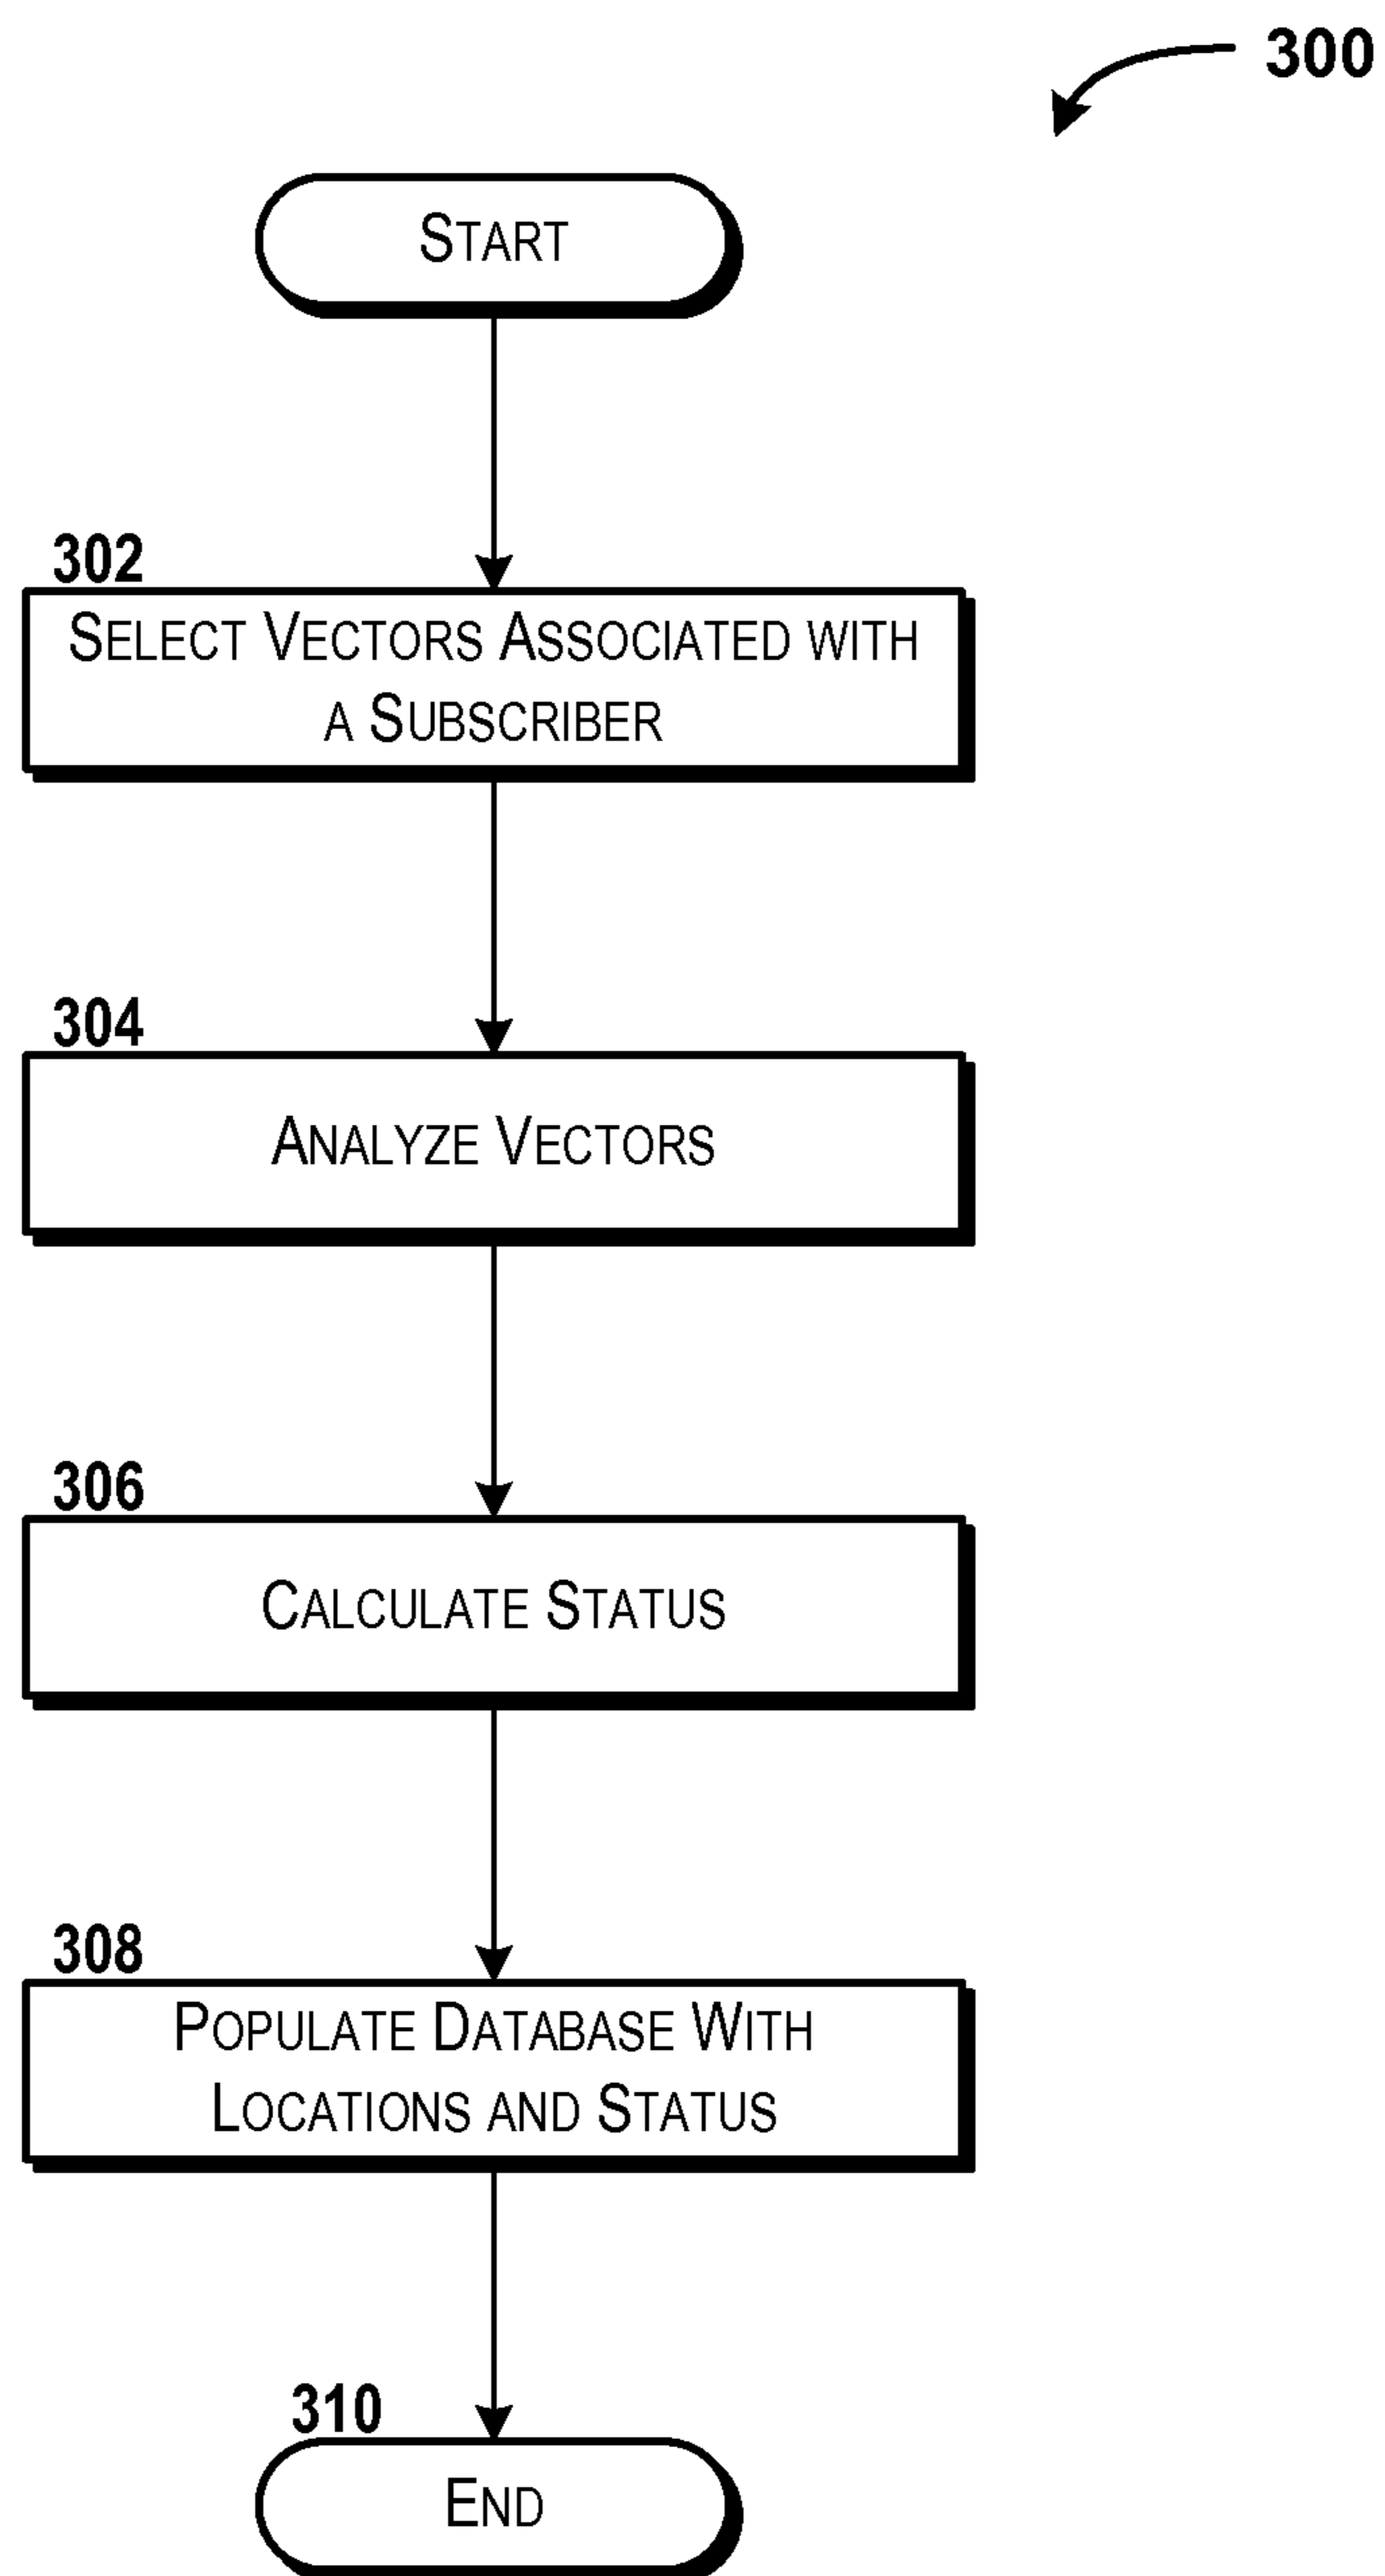 300
START
302
SELECT VECTORS ASSOCIATED WITH
A SUBSCRIBER
304
ANALYZE VECTORS
306
CALCULATE STATUS
308
POPULATE DATABASE WITH
LOCATIONS AND STATUS
310
END